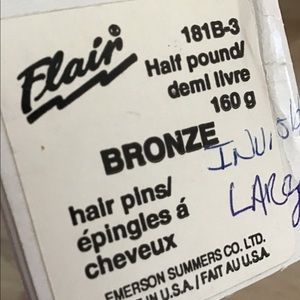 Flair®
181B-3
Half pound/
demi livre
160 g
BRONZE
hair pins/
épingles á
cheveux
EMERSON SUMMERS CO. LTD.
IN U.S.A. / FAIT AU U.S.A.